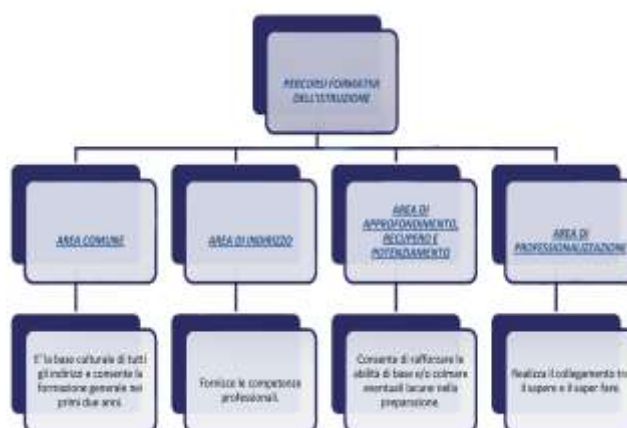 PERCORSI FORMATIVI
DELL'ISTRUZIONE
AREA COMUNE
AREA DI INDIRIZZO
AREA DI
APPROFONDIMENTO,
RECUPERO E
POTENZIAMENTO
AREA DI
PROFESSIONALIZZAZIONE
E' la base culturale di tutti
gli indirizzi e consente la
formazione generale nei
primi due anni.
Fornisce le competenze
professionali.
Consente di rafforzare le
abilità di base e/o colmare
eventuali lacune nella
preparazione.
Realizza il collegamento tra
il sapere e il saper fare.